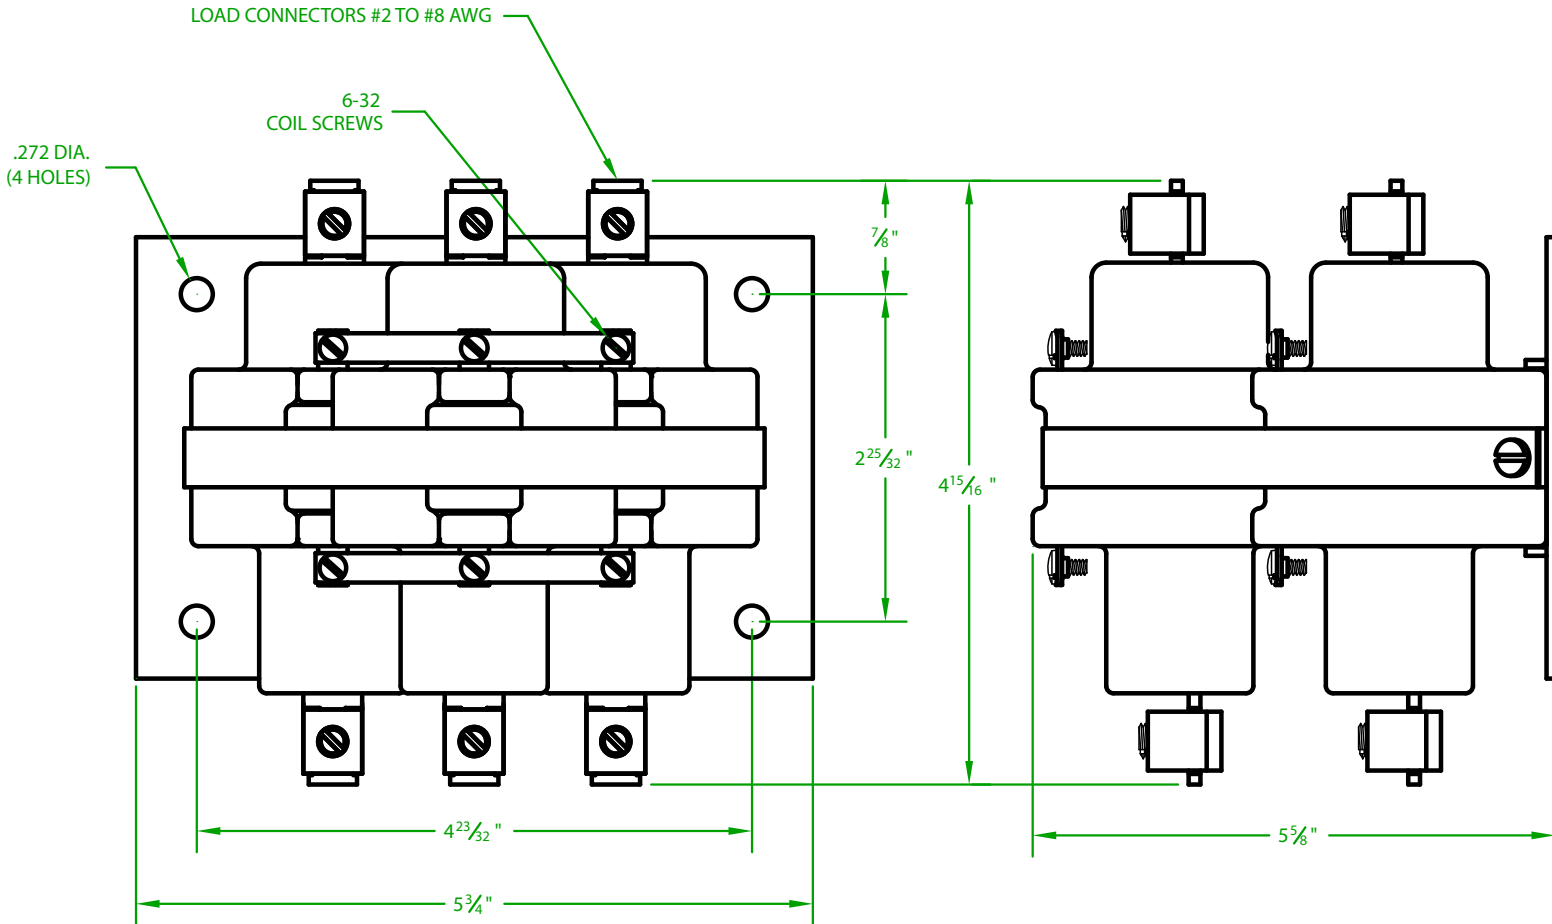 LOAD CONNECTORS #2 TO #8 AWG
6-32
COIL SCREWS
.272 DIA.
(4 HOLES)
7/8"
2 25/32 "
4 15/16 "
4 23/32 "
5 5/8"
5 3/4"